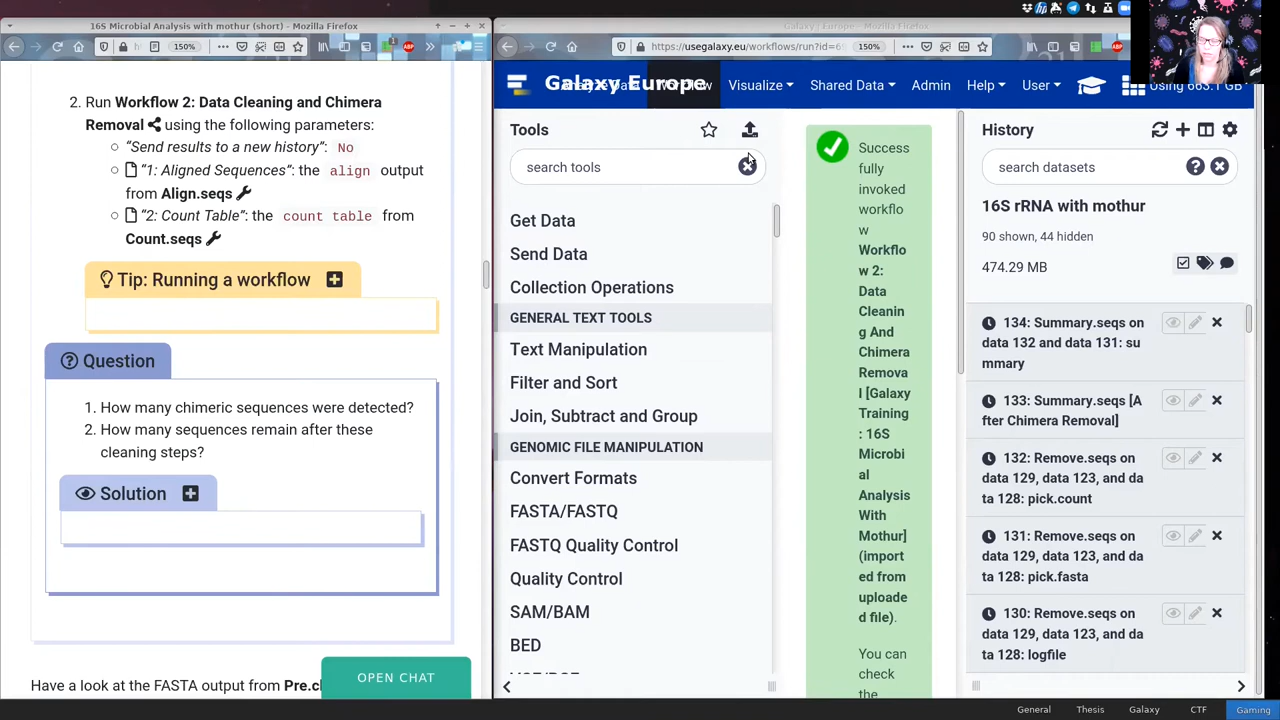 16S Microbial Analysis with mothur (short) - Mozilla Firefox
150%
2. Run Workflow 2: Data Cleaning and Chimera
Removal using the following parameters:
"Send results to a new history": No
"1: Aligned Sequences": the align output
from Align.seqs
"2: Count Table": the count table from
Count.seqs
Tip: Running a workflow
Question
1. How many chimeric sequences were detected?
2. How many sequences remain after these
cleaning steps?
Solution
Have a look at the FASTA output from Pre.cl
OPEN CHAT
Galaxy | Europe - Mozilla Firefox
https://usegalaxy.eu/workflows/run?id=6
150%
Galaxy Europe
Visualize
Shared Data
Admin
Help
User
Using 663.1 GB
Tools
search tools
Get Data
Send Data
Collection Operations
GENERAL TEXT TOOLS
Text Manipulation
Filter and Sort
Join, Subtract and Group
GENOMIC FILE MANIPULATION
Convert Formats
FASTA/FASTQ
FASTQ Quality Control
Quality Control
SAM/BAM
BED
Success
fully
invoked
workflo
w
Workflo
w 2:
Data
Cleanin
g And
Chimera
Remova
l [Galaxy
Training
: 16S
Microbi
al
Analysis
With
Mothur]
(import
ed from
uploade
d file).
You can
check
the
History
search datasets
16S rRNA with mothur
90 shown, 44 hidden
474.29 MB
134: Summary.seqs on
data 132 and data 131: su
mmary
133: Summary.seqs [A
fter Chimera Removal]
132: Remove.seqs on
data 129, data 123, and da
ta 128: pick.count
131: Remove.seqs on
data 129, data 123, and da
ta 128: pick.fasta
130: Remove.seqs on
data 129, data 123, and da
ta 128: logfile
General
Thesis
Galaxy
CTF
Gaming